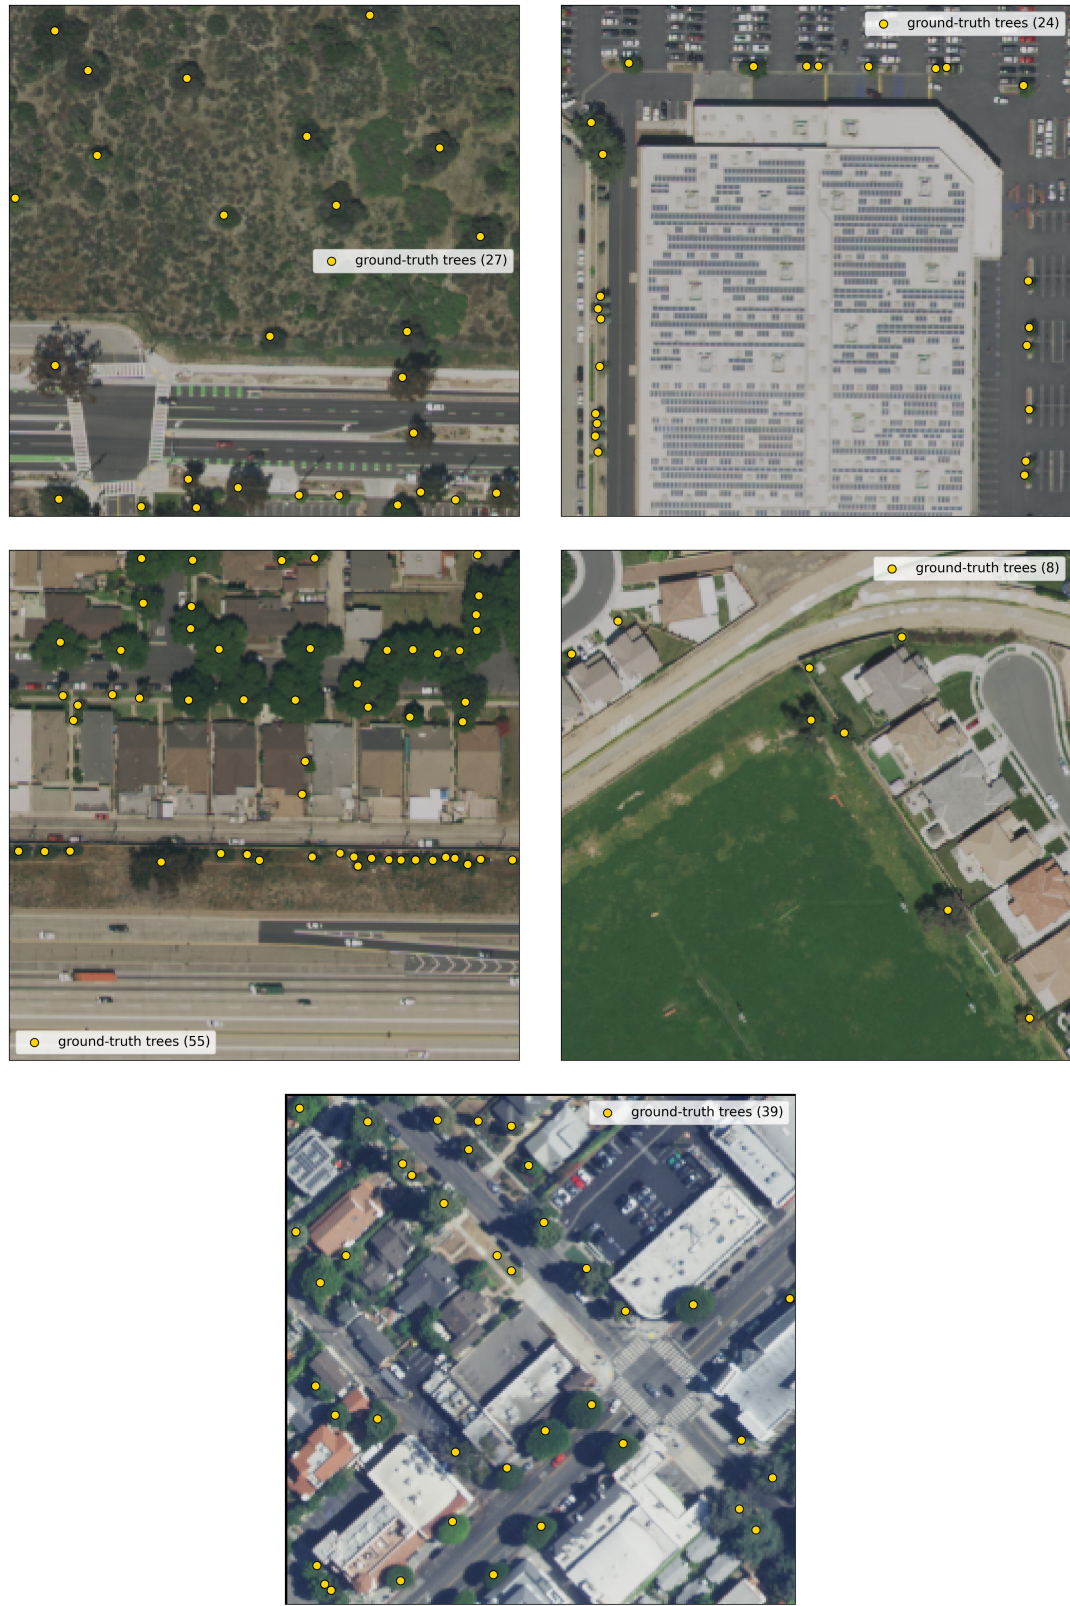 ground-truth trees (24)
ground-truth trees (27)
ground-truth trees (8)
ground-truth trees (55)
ground-truth trees (39)